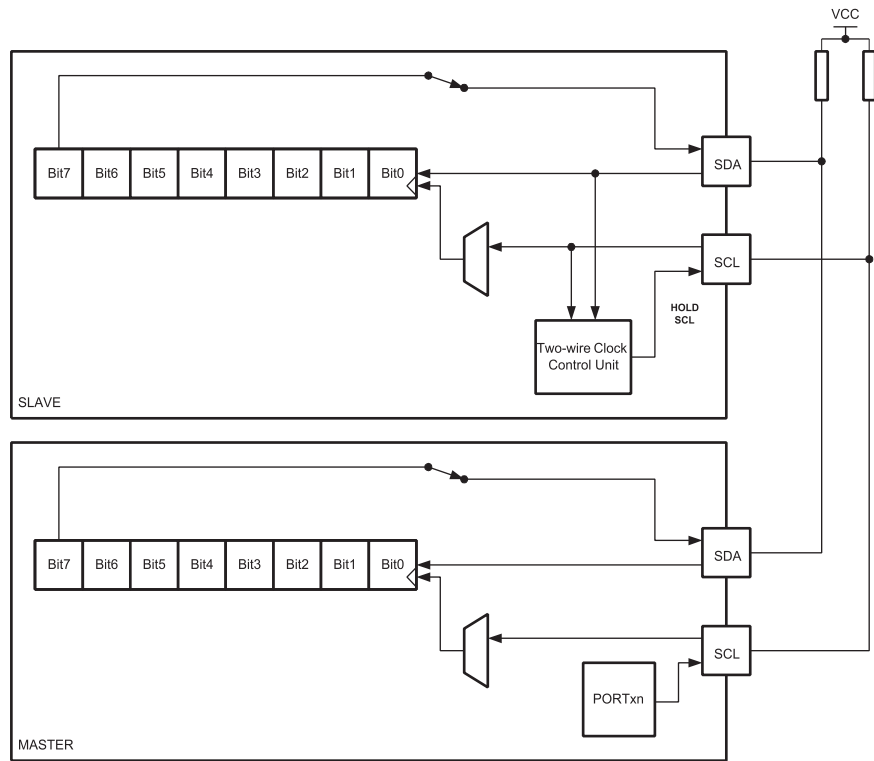 VCC
Bit7 Bit6 Bit5 Bit4 Bit3 Bit2 Bit1 Bit0
SDA
SCL
HOLD
SCL
Two-wire Clock
Control Unit
SLAVE
Bit7 Bit6 Bit5 Bit4 Bit3 Bit2 Bit1 Bit0
SDA
SCL
PORTxn
MASTER